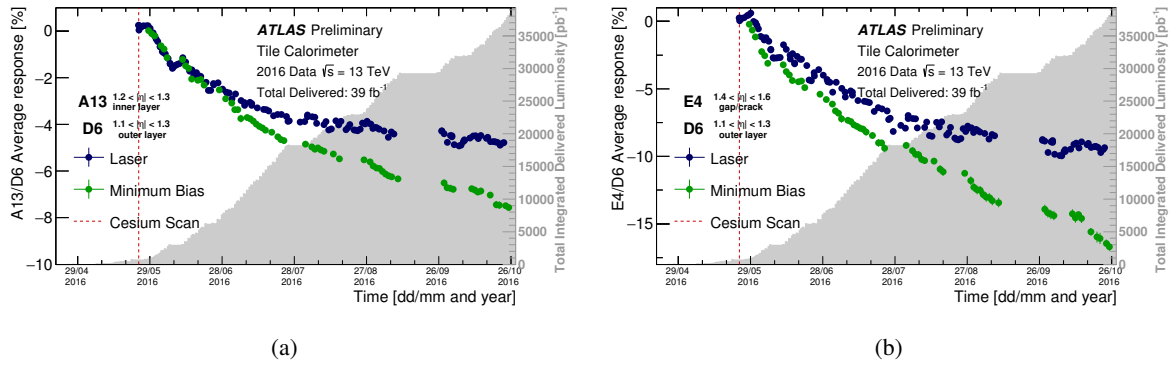 A13/D6 Average response [%]
0
−2
−4
−6
−8
−10
ATLAS Preliminary
Tile Calorimeter
2016 Data √s = 13 TeV
Total Delivered: 39 fb⁻¹
A13 1.2 < |η| < 1.3
inner layer
D6 1.1 < |η| < 1.3
outer layer
Laser
Minimum Bias
Cesium Scan
35000
30000
25000
20000
15000
10000
5000
0
Total Integrated Delivered Luminosity [pb⁻¹]
29/04 29/05 28/06 28/07 27/08 26/09 26/10
2016 2016 2016 2016 2016 2016 2016
Time [dd/mm and year]
(a)
E4/D6 Average response [%]
0
−5
−10
−15
ATLAS Preliminary
Tile Calorimeter
2016 Data √s = 13 TeV
Total Delivered: 39 fb⁻¹
E4 1.4 < |η| < 1.6
gap/crack
D6 1.1 < |η| < 1.3
outer layer
Laser
Minimum Bias
Cesium Scan
35000
30000
25000
20000
15000
10000
5000
0
Total Integrated Delivered Luminosity [pb⁻¹]
29/04 29/05 28/06 28/07 27/08 26/09 26/10
2016 2016 2016 2016 2016 2016 2016
Time [dd/mm and year]
(b)